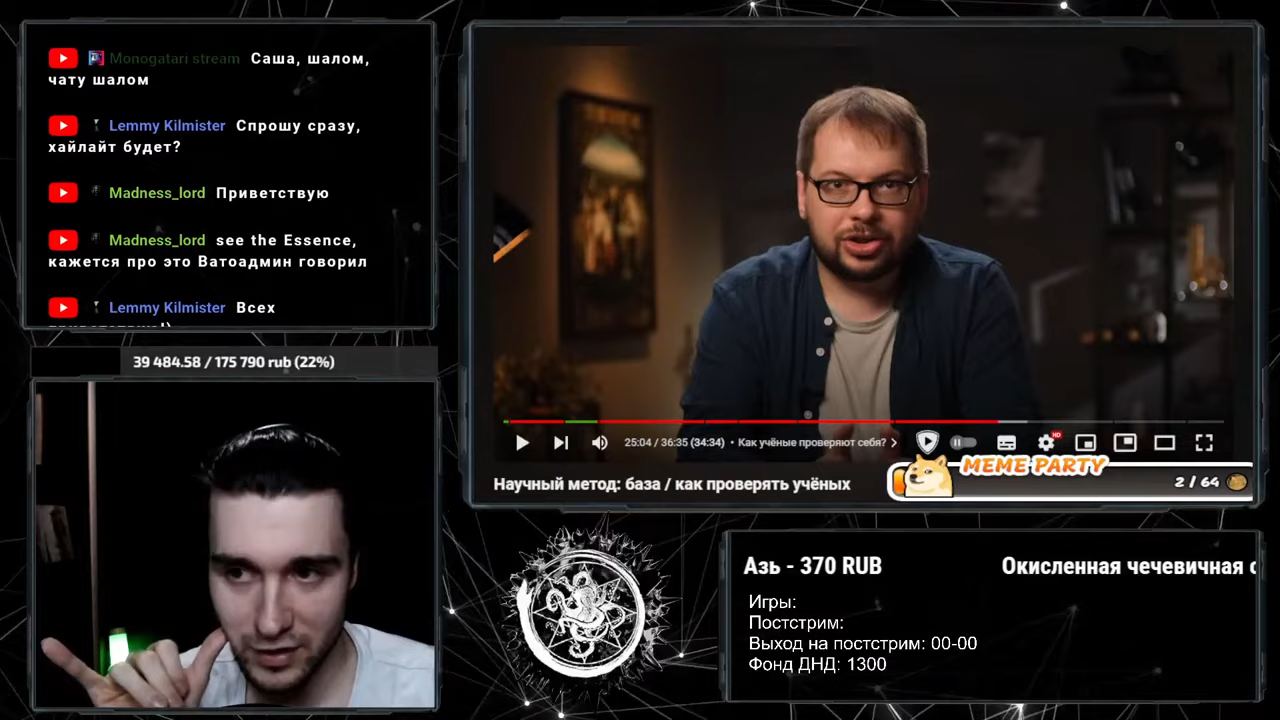 Monogatari stream Саша, шалом,
чату шалом
Lemmy Kilmister Спрошу сразу,
хайлайт будет?
Madness_lord Приветствую
Madness_lord see the Essence,
кажется про это Ватоадмин говорил
Lemmy Kilmister Всех
39 484.58 / 175 790 rub (22%)
25:04 / 36:35 (34:34) • Как учёные проверяют себя?
HD
MEME PARTY
2 / 64
Научный метод: база / как проверять учёных
Азь - 370 RUB
Окисленная чечевичная
Игры:
Постстрим:
Выход на постстрим: 00-00
Фонд ДНД: 1300